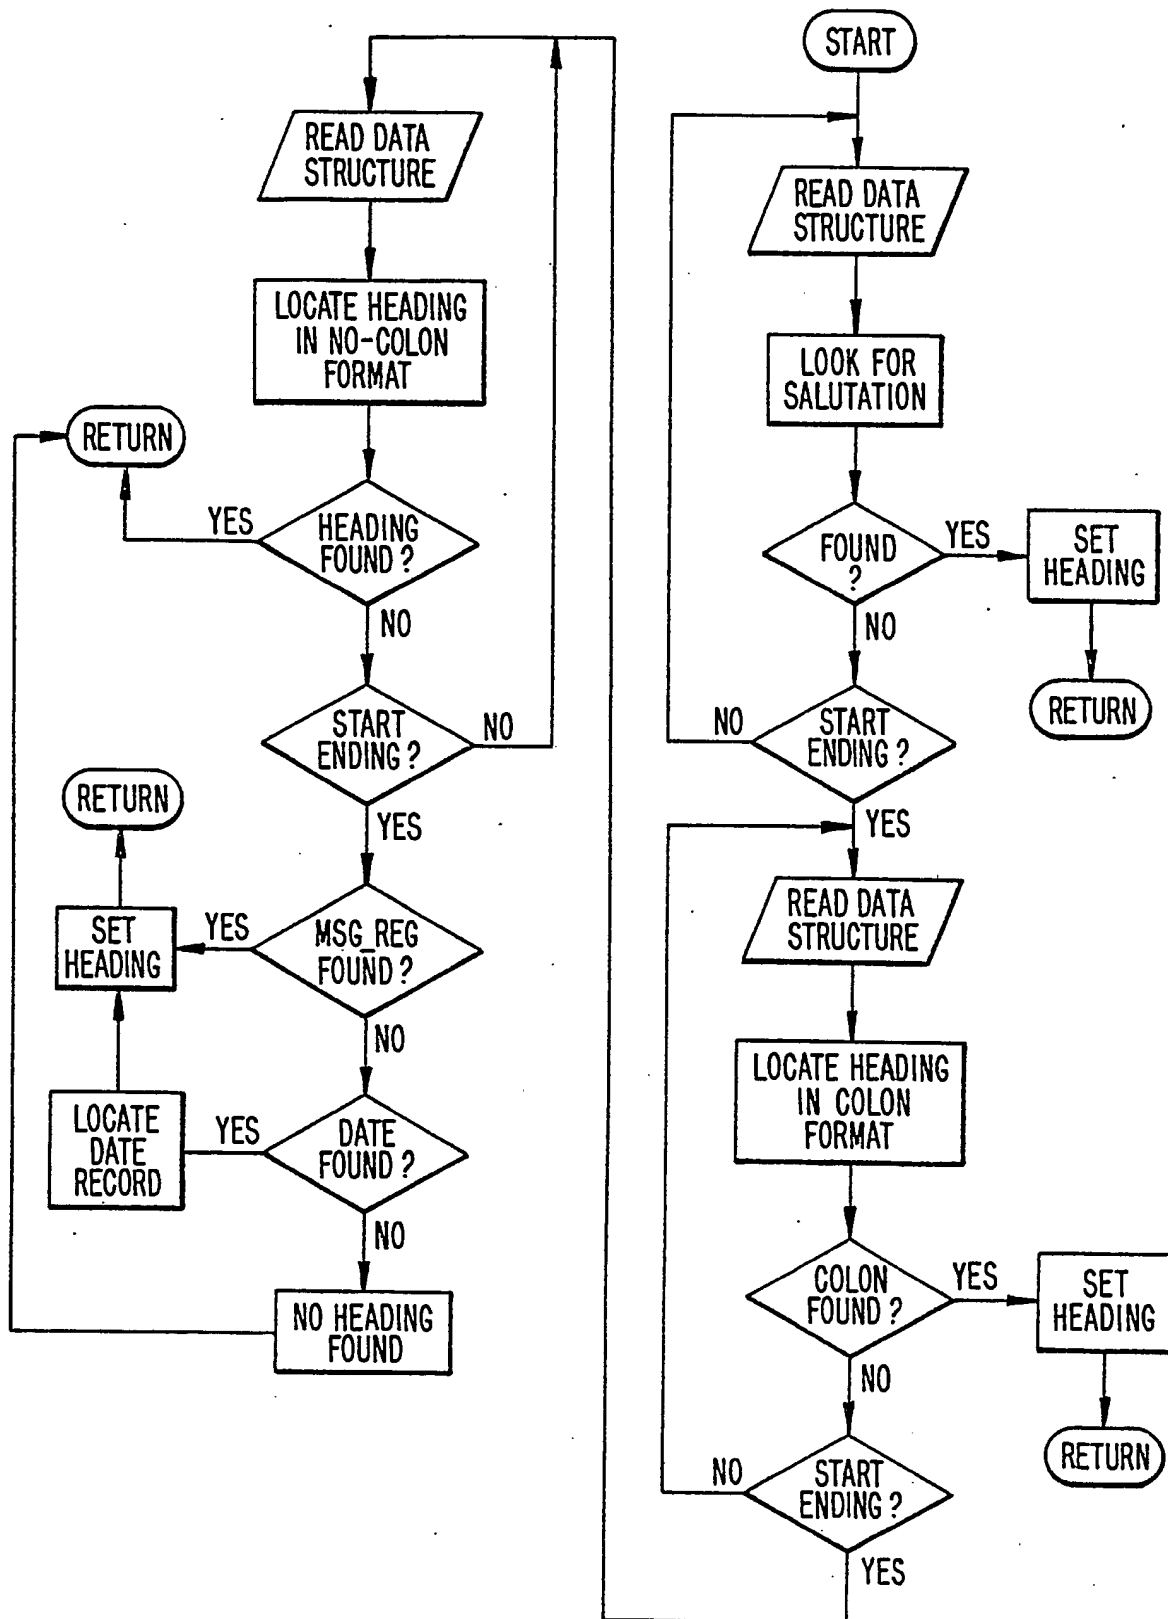 START
READ DATA
STRUCTURE
LOOK FOR
SALUTATION
FOUND
?
YES
SET
HEADING
RETURN
NO
START
ENDING ?
NO
YES
READ DATA
STRUCTURE
LOCATE HEADING
IN COLON
FORMAT
COLON
FOUND ?
YES
SET
HEADING
RETURN
NO
START
ENDING ?
NO
YES
READ DATA
STRUCTURE
LOCATE HEADING
IN NO-COLON
FORMAT
HEADING
FOUND ?
YES
RETURN
NO
START
ENDING ?
NO
YES
MSG_REG
FOUND ?
YES
SET
HEADING
RETURN
NO
DATE
FOUND ?
YES
LOCATE
DATE
RECORD
NO
NO HEADING
FOUND